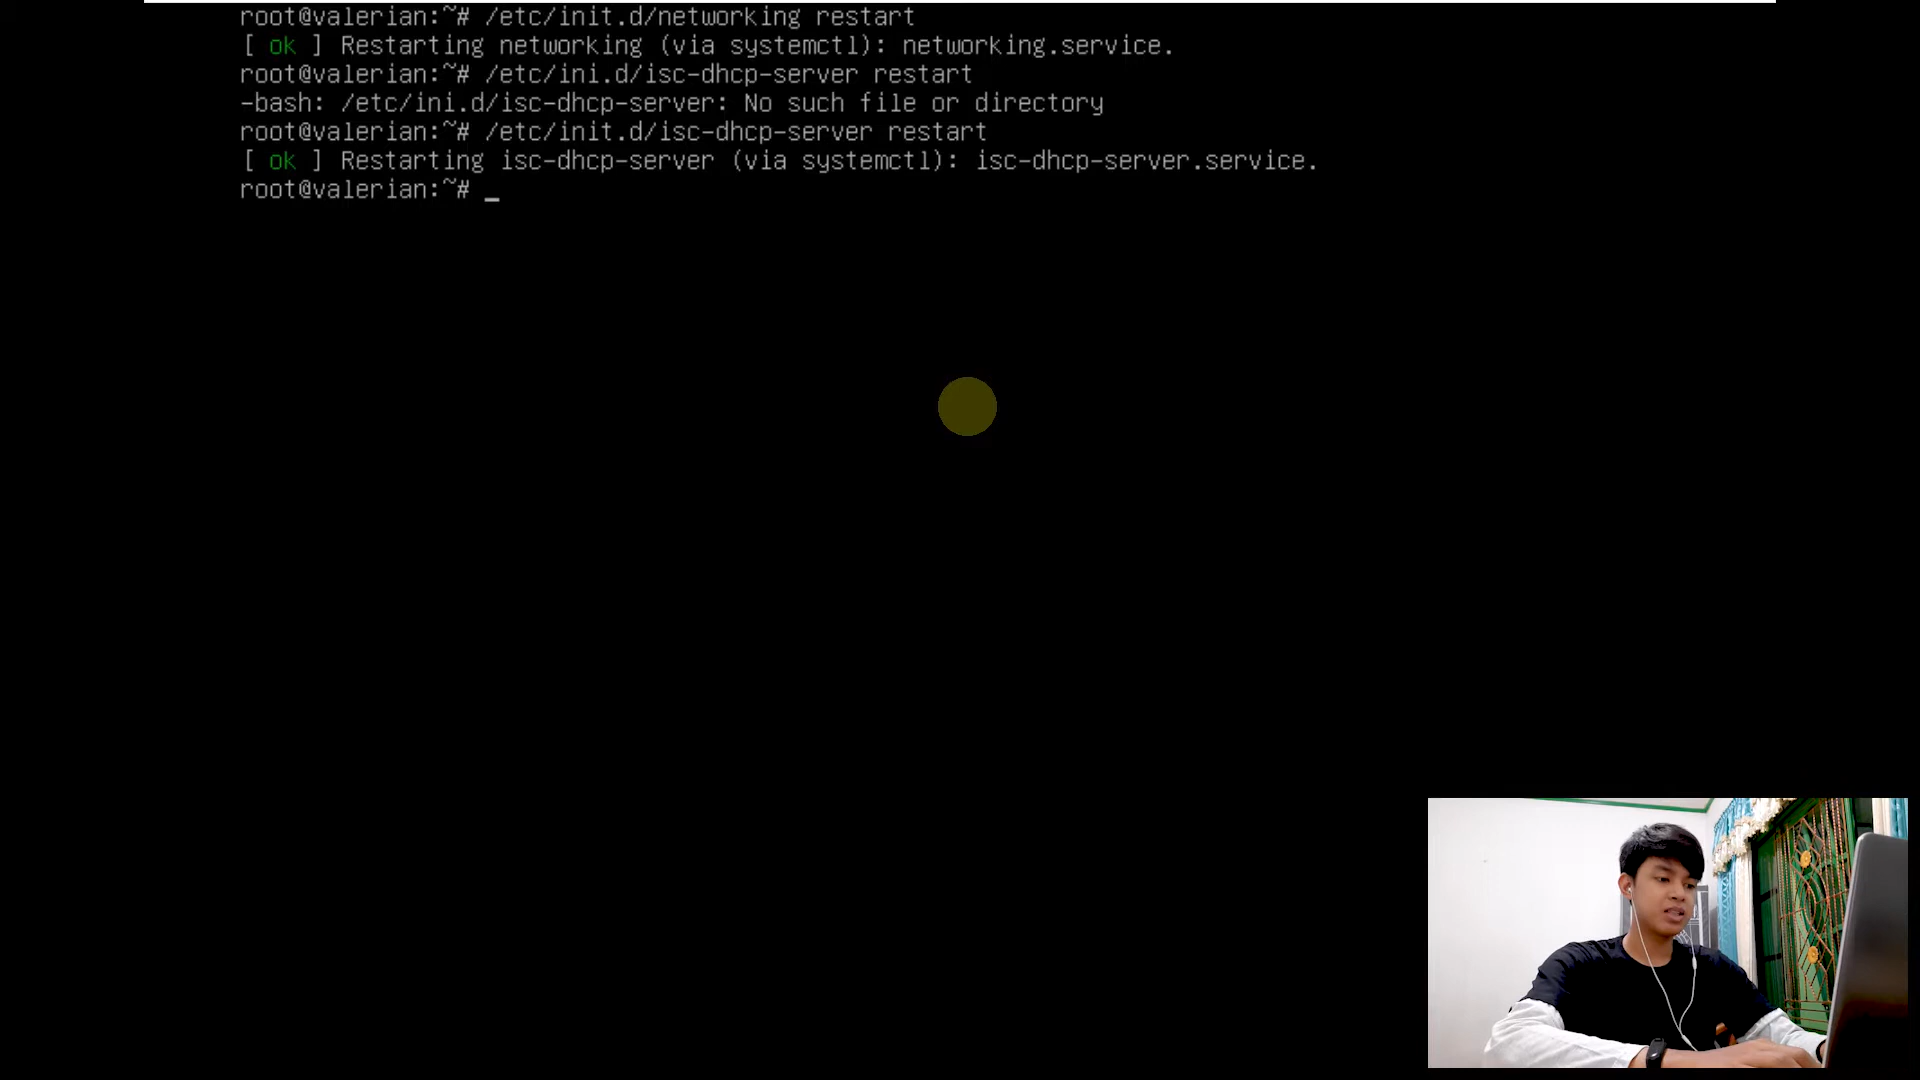 root@valerian:~# /etc/init.d/networking restart
[ ok ] Restarting networking (via systemctl): networking.service.
root@valerian:~# /etc/ini.d/isc-dhcp-server restart
-bash: /etc/ini.d/isc-dhcp-server: No such file or directory
root@valerian:~# /etc/init.d/isc-dhcp-server restart
[ ok ] Restarting isc-dhcp-server (via systemctl): isc-dhcp-server.service.
root@valerian:~# _